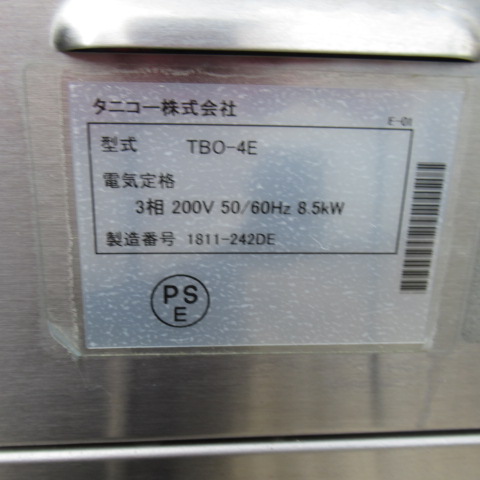 タニコー株式会社
E-01
型式 TBO-4E
電気定格
3相 200V 50/60Hz 8.5kW
製造番号 1811-242DE
PS
E